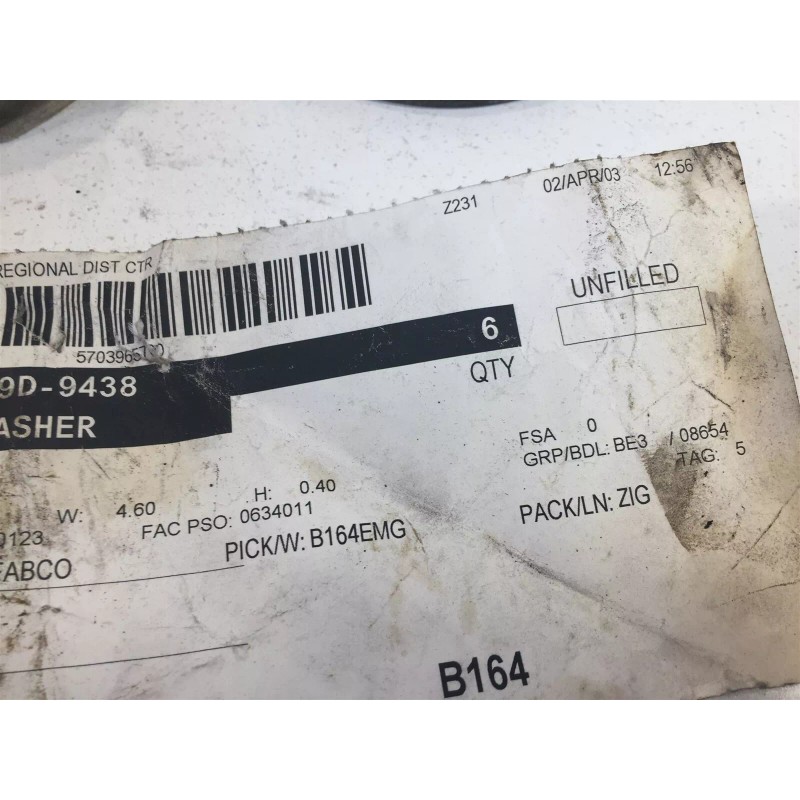 Z231 02/APR/03 12:56
REGIONAL DIST CTR
UNFILLED
6
QTY
9D-9438
ASHER
FSA 0
GRP/BDL: BE3 /08654
TAG: 5
W: 4.60 H: 0.40
0123 FAC PSO: 0634011
PACK/LN: ZIG
FABCO PICK/W: B164EMG
B164